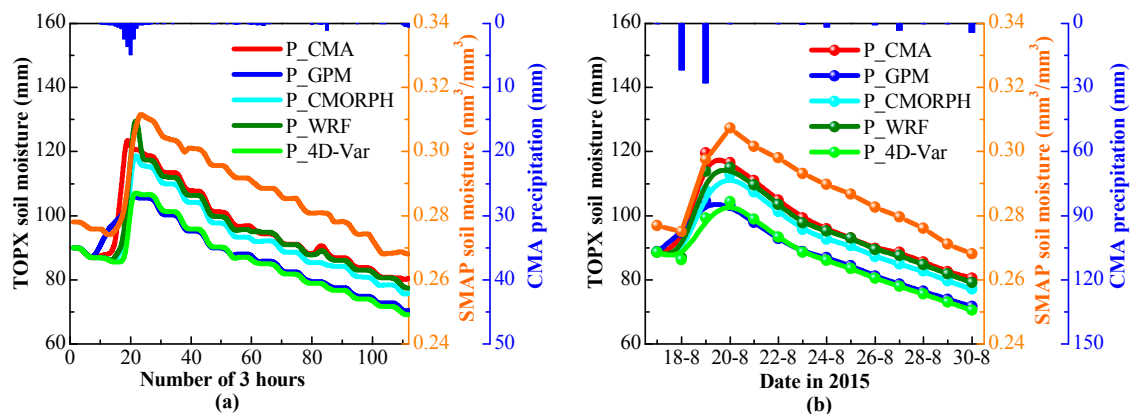 160
140
120
100
80
60
TOPX soil moisture (mm)
0 20 40 60 80 100
Number of 3 hours
(a)
P_CMA
P_GPM
P_CMORPH
P_WRF
P_4D-Var
0.34
0.32
0.30
0.28
0.26
0.24
SMAP soil moisture (mm³/mm³)
0
10
20
30
40
50
CMA precipitation (mm)
160
140
120
100
80
60
TOPX soil moisture (mm)
18-8 20-8 22-8 24-8 26-8 28-8 30-8
Date in 2015
(b)
P_CMA
P_GPM
P_CMORPH
P_WRF
P_4D-Var
0.34
0.32
0.30
0.28
0.26
0.24
SMAP soil moisture (mm³/mm³)
0
30
60
90
120
150
CMA precipitation (mm)